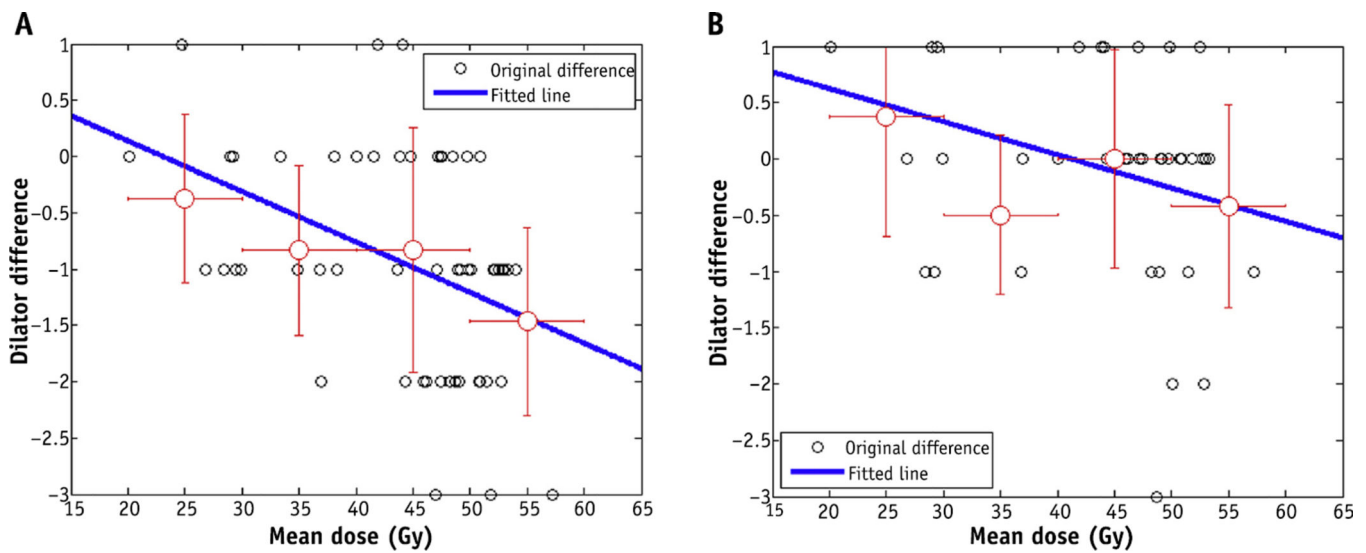 A
Dilator difference
1
0.5
0
−0.5
−1
−1.5
−2
−2.5
−3
15 20 25 30 35 40 45 50 55 60 65
Mean dose (Gy)
Original difference
Fitted line
B
Dilator difference
1
0.5
0
−0.5
−1
−1.5
−2
−2.5
−3
15 20 25 30 35 40 45 50 55 60 65
Mean dose (Gy)
Original difference
Fitted line